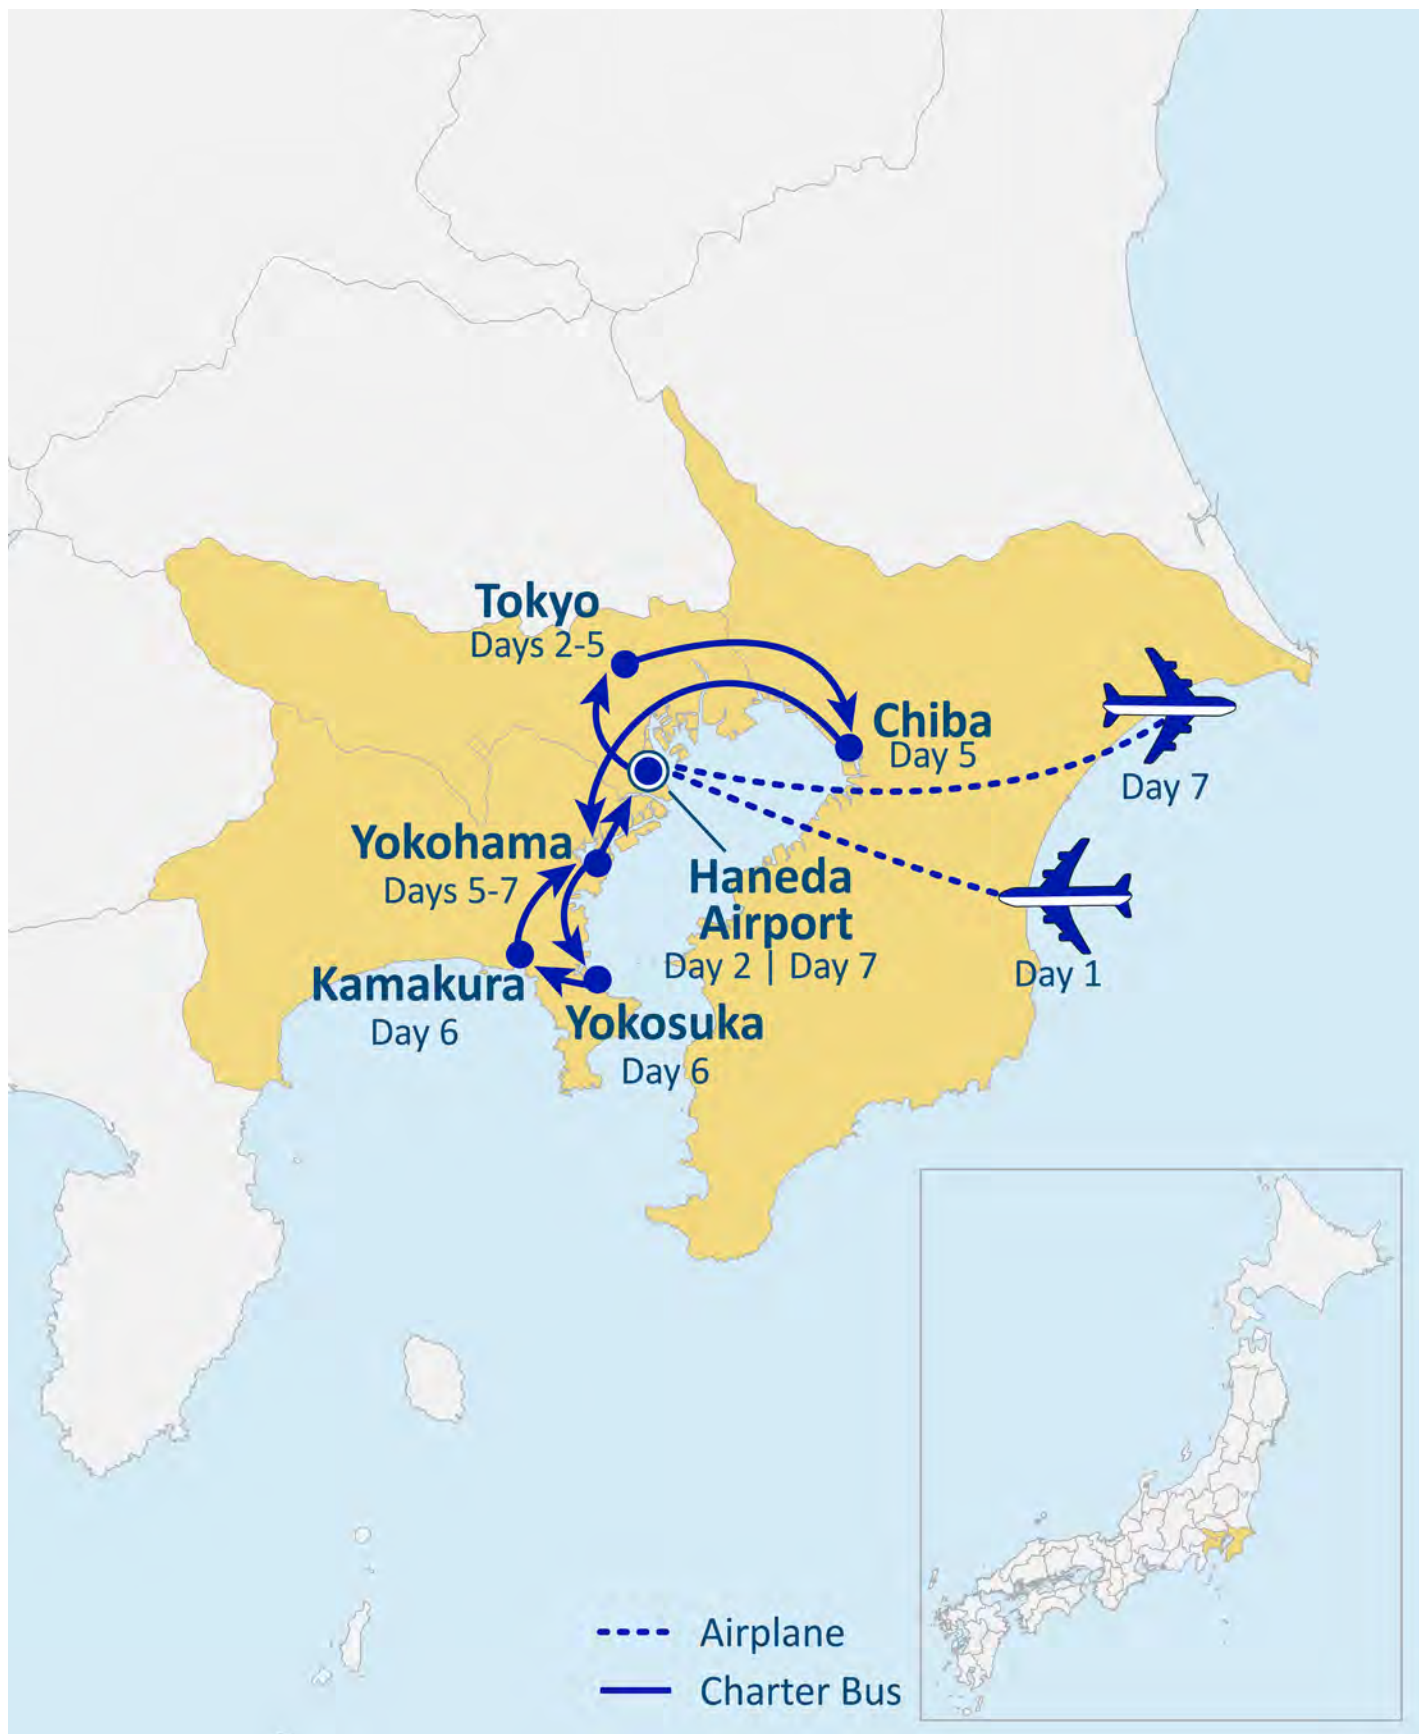 Tokyo
Days 2-5
Chiba
Day 5
Day 7
Yokohama
Days 5-7
Haneda
Airport
Day 2 | Day 7
Day 1
Kamakura
Day 6
Yokosuka
Day 6
Airplane
Charter Bus